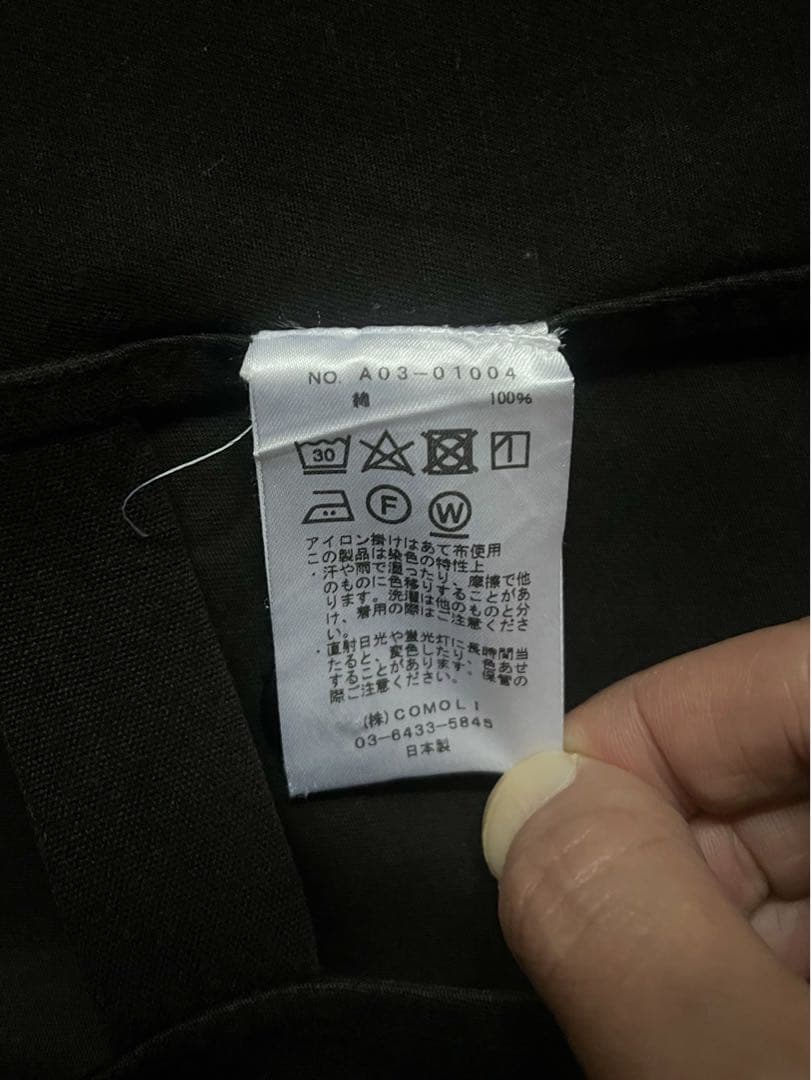 NO. A03-01004
綿 100%
30
F W
アイロン掛けはあて布使用
この製品は染色の特性上
・汗や雨で湿ったり、摩擦で他
のものに色移りすることがあ
ります。洗濯は他のものと分
け、着用の際はご注意くださ
い。
・直射日光や蛍光灯に長時間当
たると、変色したり、色あせ
することがあります。保管の
際ご注意ください。
(株)COMOLI
03-6433-5845
日本製